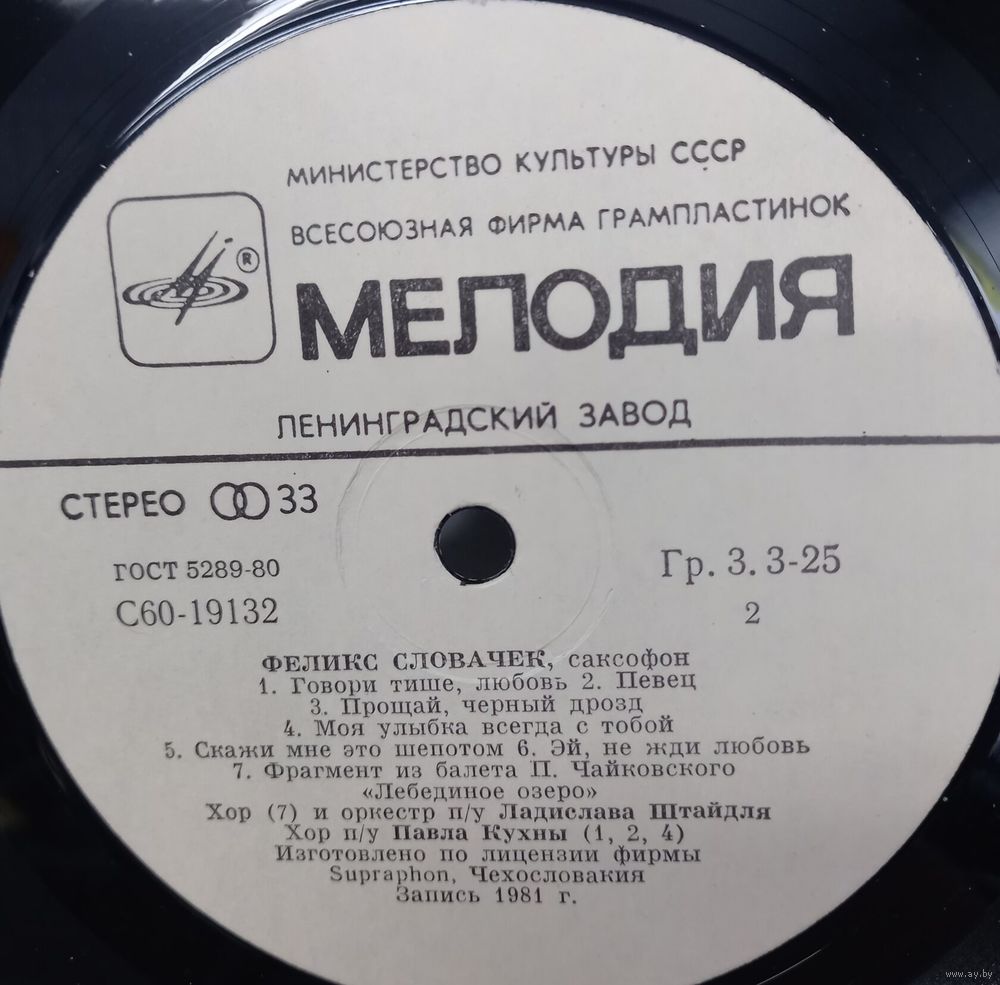 МИНИСТЕРСТВО КУЛЬТУРЫ СССР
ВСЕСОЮЗНАЯ ФИРМА ГРАМПЛАСТИНОК
®
МЕЛОДИЯ
ЛЕНИНГРАДСКИЙ ЗАВОД
СТЕРЕО 33
ГОСТ 5289-80
Гр. 3. 3-25
С60-19132
2
ФЕЛИКС СЛОВАЧЕК, саксофон
1. Говори тише, любовь 2. Певец
3. Прощай, черный дрозд
4. Моя улыбка всегда с тобой
5. Скажи мне это шепотом 6. Эй, не жди любовь
7. Фрагмент из балета П. Чайковского
«Лебединое озеро»
Хор (7) и оркестр п/у Ладислава Штайдля
Хор п/у Павла Кухны (1, 2, 4)
Изготовлено по лицензии фирмы
Supraphon, Чехословакия
Запись 1981 г.
www.ay.by